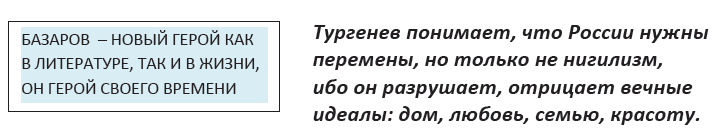 БАЗАРОВ – НОВЫЙ ГЕРОЙ КАК
В ЛИТЕРАТУРЕ, ТАК И В ЖИЗНИ,
ОН ГЕРОЙ СВОЕГО ВРЕМЕНИ
Тургенев понимает, что России нужны
перемены, но только не нигилизм,
ибо он разрушает, отрицает вечные
идеалы: дом, любовь, семью, красоту.